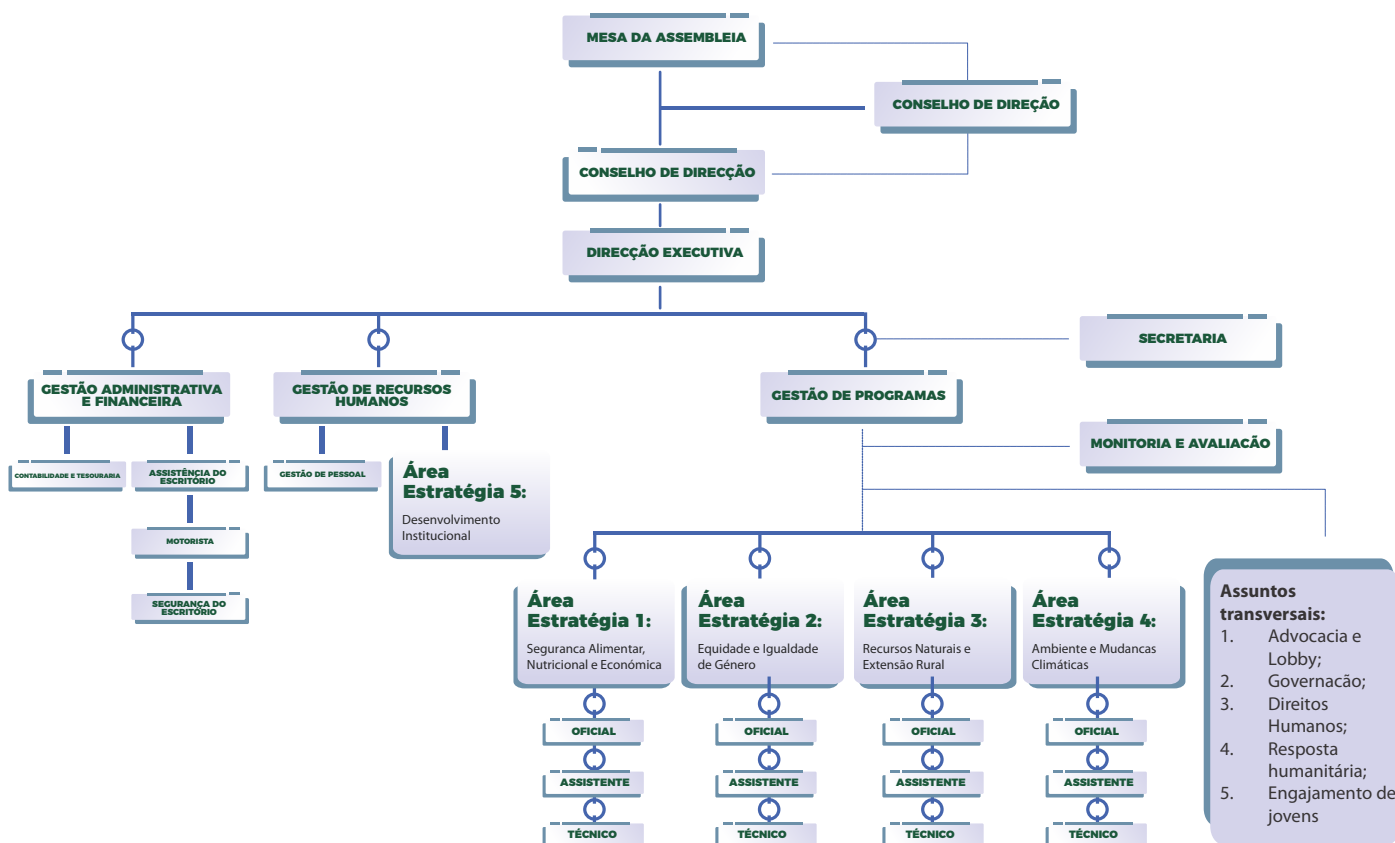 MESA DA ASSEMBLEIA
CONSELHO DE DIREÇÃO
CONSELHO DE DIRECÇÃO
DIRECÇÃO EXECUTIVA
SECRETARIA
GESTÃO ADMINISTRATIVA
E FINANCEIRA
GESTÃO DE RECURSOS
HUMANOS
GESTÃO DE PROGRAMAS
MONITORIA E AVALIACÃO
CONTABILIDADE E TESOURARIA
ASSISTÊNCIA DO
ESCRITÓRIO
GESTÃO DE PESSOAL
Área
Estratégia 5:
Desenvolvimento
Institucional
MOTORISTA
SEGURANÇA DO
ESCRITÓRIO
Área
Estratégia 1:
Seguranca Alimentar,
Nutricional e Económica
Área
Estratégia 2:
Equidade e Igualdade
de Género
Área
Estratégia 3:
Recursos Naturais e
Extensão Rural
Área
Estratégia 4:
Ambiente e Mudancas
Climáticas
OFICIAL
OFICIAL
OFICIAL
OFICIAL
ASSISTENTE
ASSISTENTE
ASSISTENTE
ASSISTENTE
TÉCNICO
TÉCNICO
TÉCNICO
TÉCNICO
Assuntos
transversais:
1. Advocacia e
Lobby;
2. Governacão;
3. Direitos
Humanos;
4. Resposta
humanitária;
5. Engajamento de
jovens